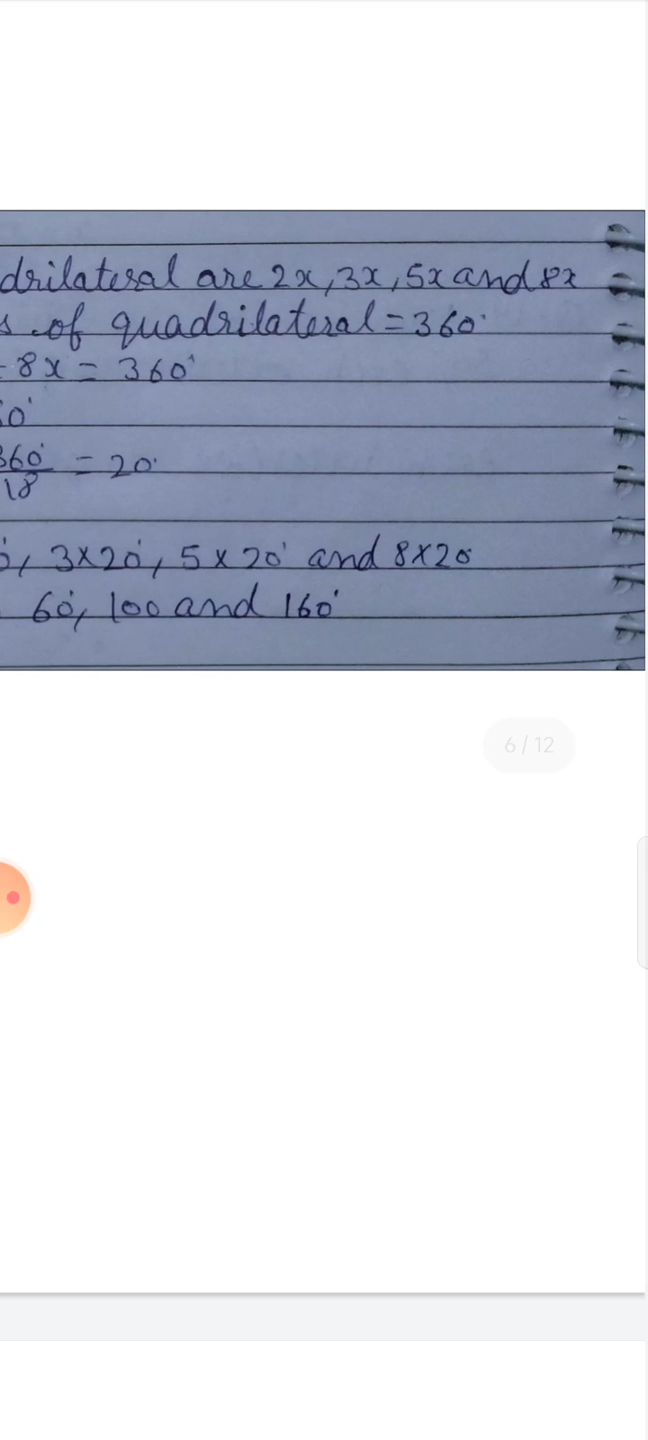 drilateral are 2x, 3x, 5x and 8x
s of quadrilateral = 360°
- 8x = 360°
60°
360° / 18 = 20°
0°, 3×20°, 5×20° and 8×20
60°, 100 and 160°
6 / 12